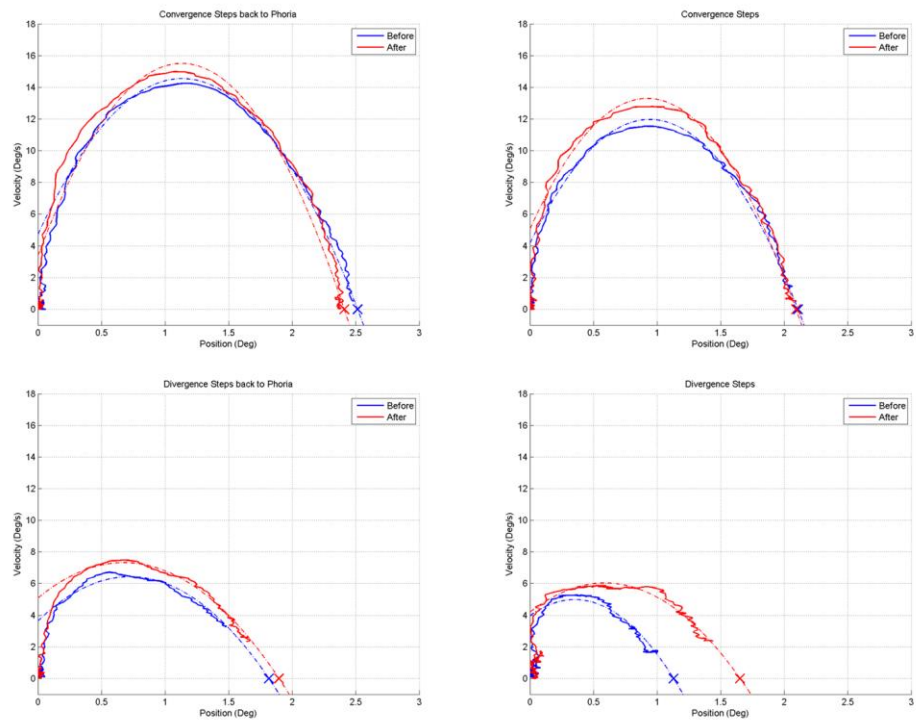 Convergence Steps back to Phoria
18
16
14
12
10
8
6
4
2
0
Velocity (Deg/s)
Before
After
0 0.5 1 1.5 2 2.5 3
Position (Deg)
Convergence Steps
18
16
14
12
10
8
6
4
2
0
Velocity (Deg/s)
Before
After
0 0.5 1 1.5 2 2.5 3
Position (Deg)
Divergence Steps back to Phoria
18
16
14
12
10
8
6
4
2
0
Velocity (Deg/s)
Before
After
0 0.5 1 1.5 2 2.5 3
Position (Deg)
Divergence Steps
18
16
14
12
10
8
6
4
2
0
Velocity (Deg/s)
Before
After
0 0.5 1 1.5 2 2.5 3
Position (Deg)